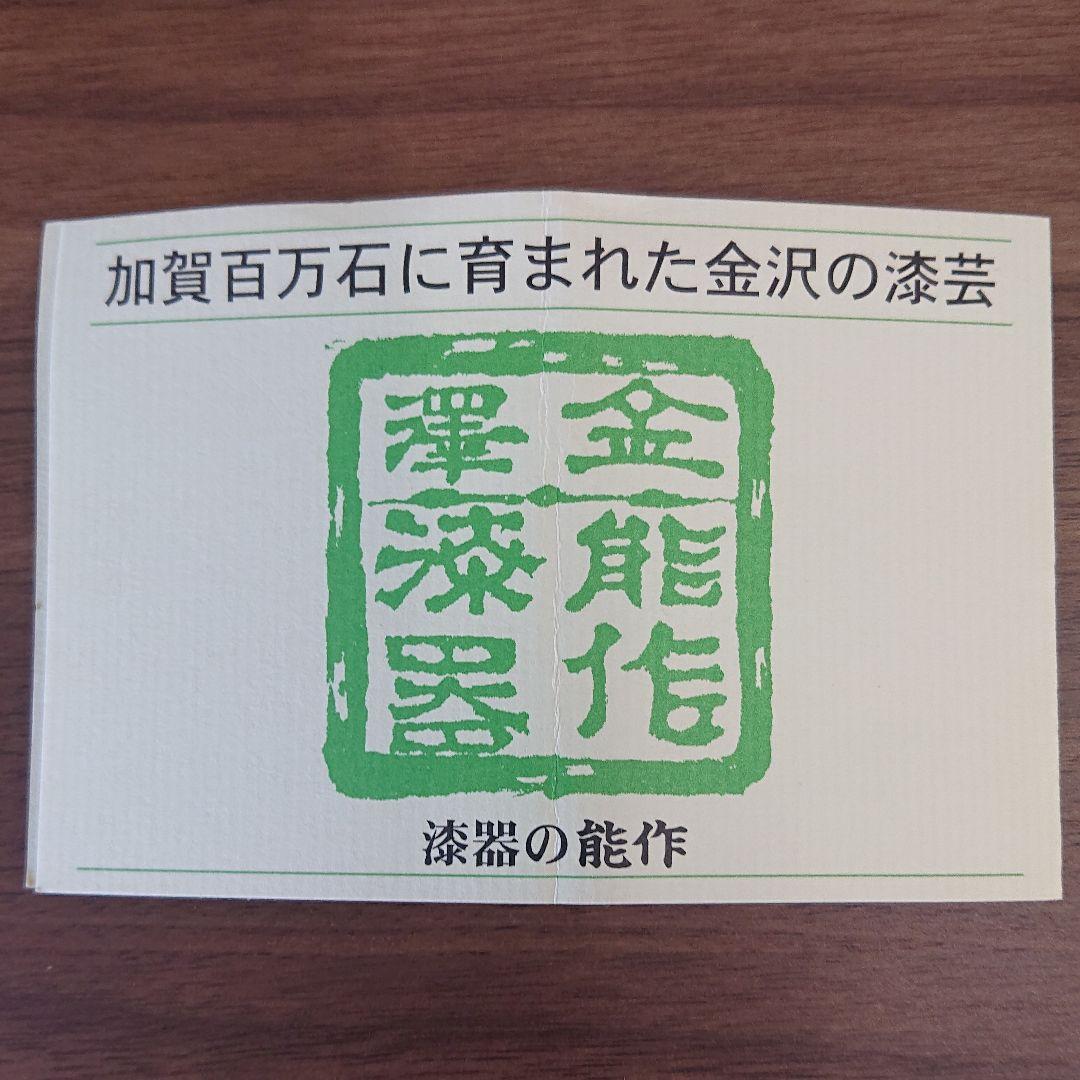 加賀百万石に育まれた金沢の漆芸
金澤
能作
漆器
漆器の能作